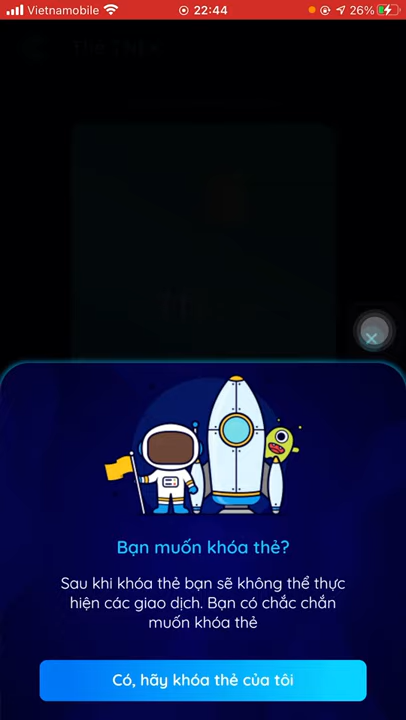 Vietnamobile 22:44 26%
Bạn muốn khóa thẻ?
Sau khi khóa thẻ bạn sẽ không thể thực
hiện các giao dịch. Bạn có chắc chắn
muốn khóa thẻ
Có, hãy khóa thẻ của tôi